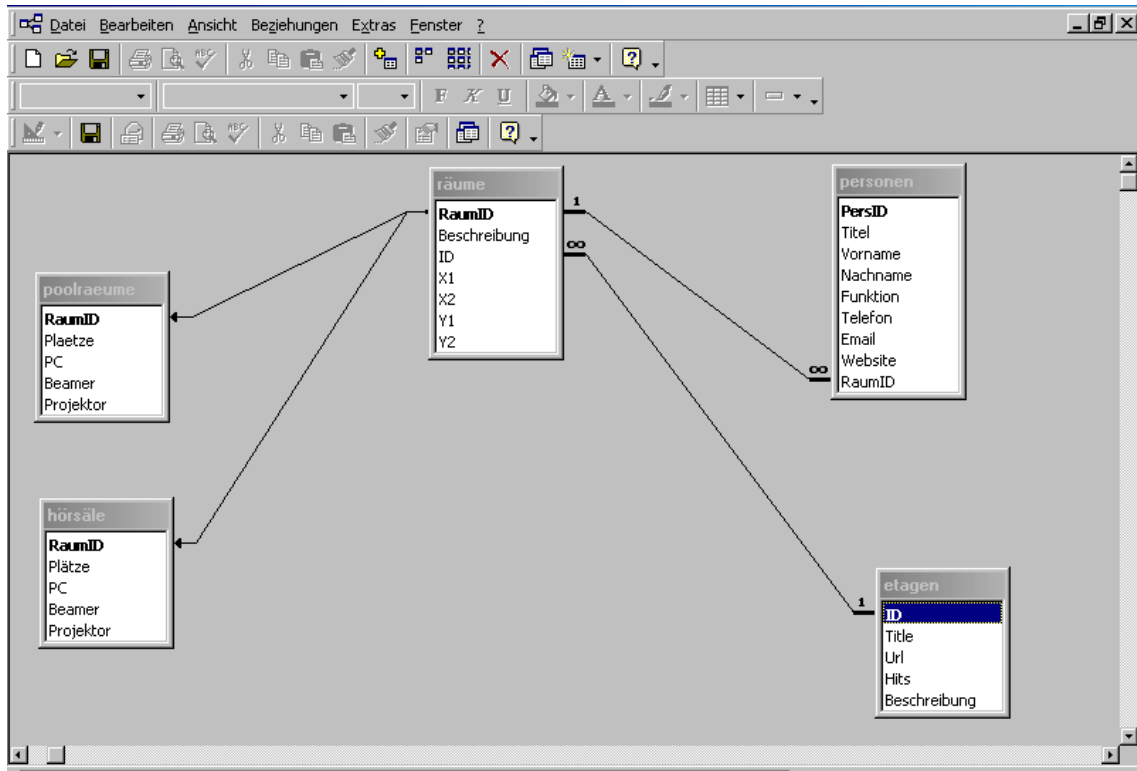 Datei Bearbeiten Ansicht Beziehungen Extras Fenster ?
F K U
räume
RaumID
Beschreibung
ID
X1
X2
Y1
Y2
1
∞
personen
PersID
Titel
Vorname
Nachname
Funktion
Telefon
Email
Website
RaumID
∞
poolraeume
RaumID
Plaetze
PC
Beamer
Projektor
hörsäle
RaumID
Plätze
PC
Beamer
Projektor
etagen
ID
Title
Url
Hits
Beschreibung
1